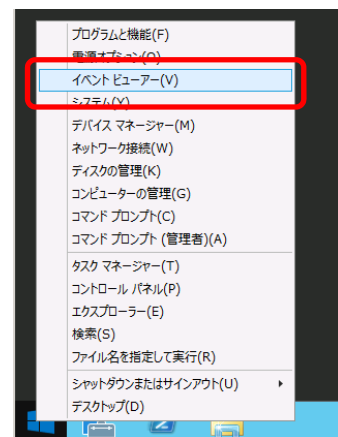 プログラムと機能(F)
電源オプション(O)
イベント ビューアー(V)
システム(Y)
デバイス マネージャー(M)
ネットワーク接続(W)
ディスクの管理(K)
コンピューターの管理(G)
コマンド プロンプト(C)
コマンド プロンプト (管理者)(A)
タスク マネージャー(T)
コントロール パネル(P)
エクスプローラー(E)
検索(S)
ファイル名を指定して実行(R)
シャットダウンまたはサインアウト(U)
デスクトップ(D)